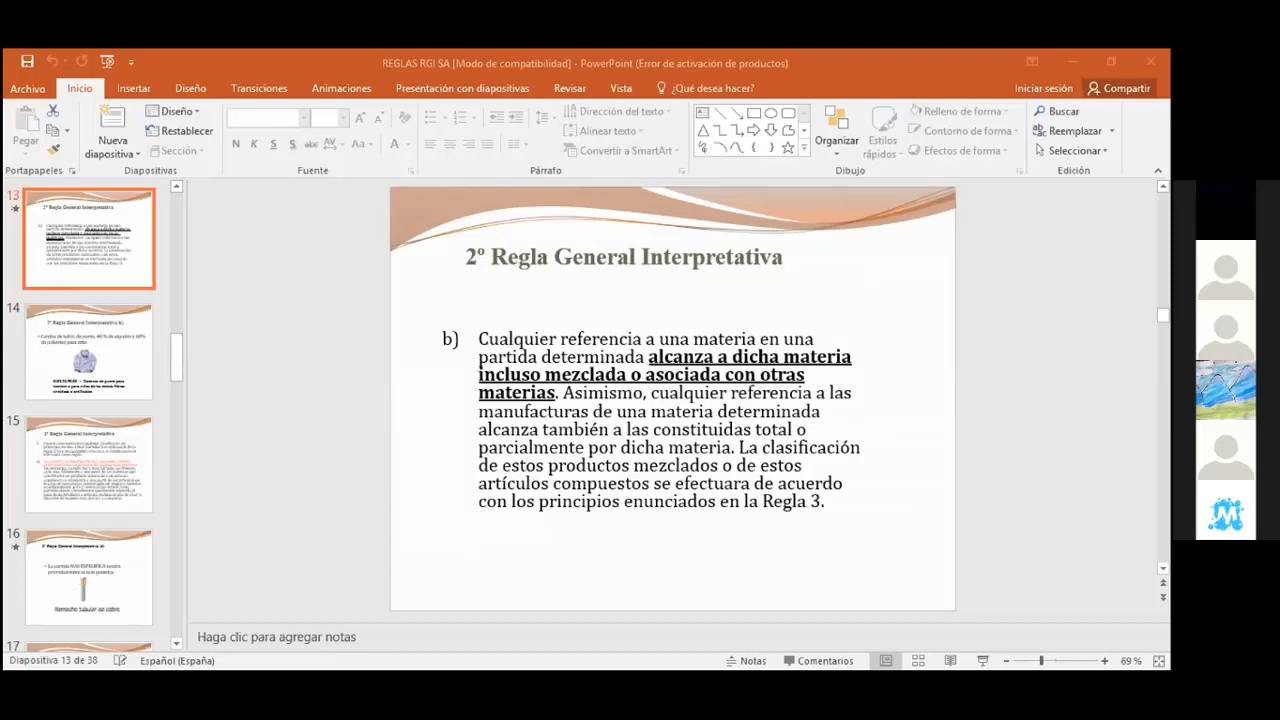 REGLAS RGI SA [Modo de compatibilidad] - PowerPoint (Error de activación de productos)
Archivo Inicio Insertar Diseño Transiciones Animaciones Presentación con diapositivas Revisar Vista ¿Qué desea hacer? Iniciar sesión Compartir
Pegar
Nueva diapositiva
Diseño
Restablecer
Sección
N K S S abc AV Aa A
Dirección del texto
Alinear texto
Convertir a SmartArt
Organizar
Estilos rápidos
Relleno de forma
Contorno de forma
Efectos de forma
Buscar
Reemplazar
Seleccionar
Portapapeles Diapositivas Fuente Párrafo Dibujo Edición
13
2º Regla General Interpretativa
14
2º Regla General Interpretativa b)
15
2º Regla General Interpretativa
16
Remache tubular de cobre
17
2º Regla General Interpretativa
b) Cualquier referencia a una materia en una
partida determinada alcanza a dicha materia
incluso mezclada o asociada con otras
materias. Asimismo, cualquier referencia a las
manufacturas de una materia determinada
alcanza también a las constituidas total o
parcialmente por dicha materia. La clasificación
de estos productos mezclados o de estos
artículos compuestos se efectuará de acuerdo
con los principios enunciados en la Regla 3.
Haga clic para agregar notas
Diapositiva 13 de 38 Español (España) Notas Comentarios 69 %